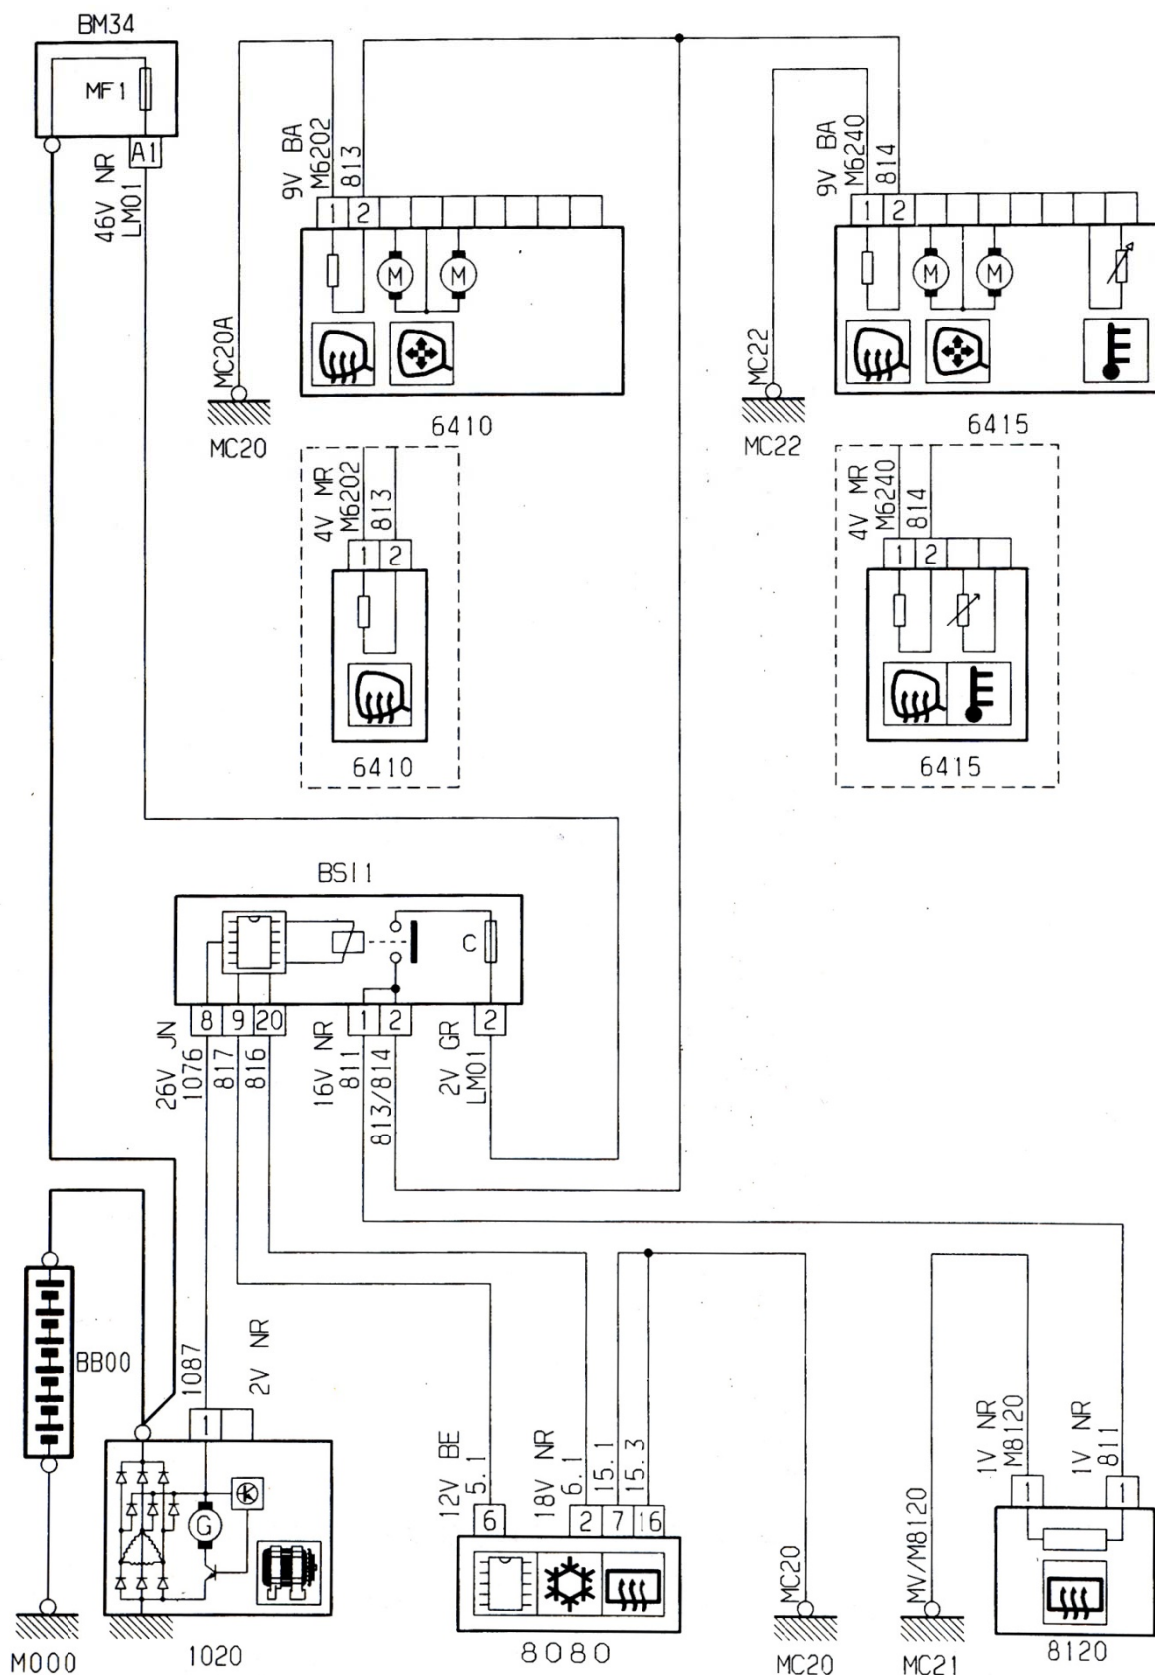 BM34
MF1
A1
46V NR
LM01
9V BA
M6202
813
1 2
M M
MC20A
MC20
6410
9V BA
M6240
814
1 2
M M
MC22
MC22
6415
4V MR
M6202
813
1 2
6410
4V MR
M6240
814
1 2
6415
BSI1
C
8 9 20 1 2 2
26V JN
1076
817
816
16V NR
811
813/814
2V GR
LM01
BB00
1087
2V NR
1
G
M000
1020
12V BE
5.1
18V NR
6.1
15.1
15.3
6 2 7 16
8080
MC20
MC20
MV/M8120
MC21
1V NR
M8120
1V NR
811
1 1
8120